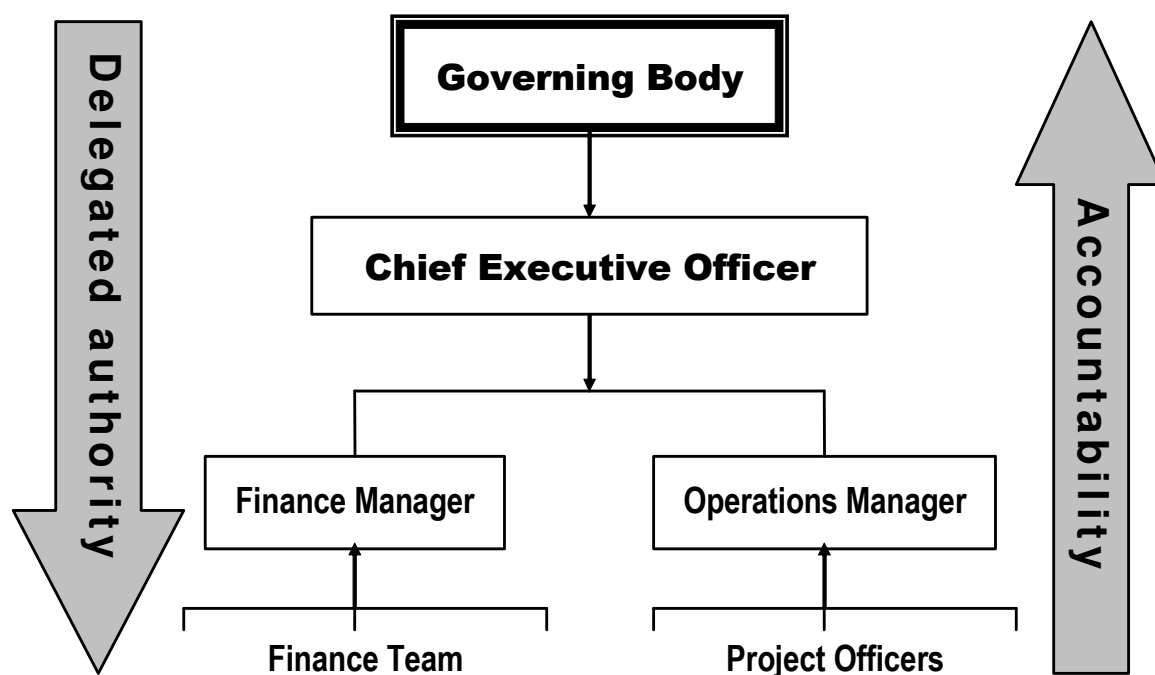 Delegated authority
Governing Body
Accountability
Chief Executive Officer
Finance Manager
Operations Manager
Finance Team
Project Officers